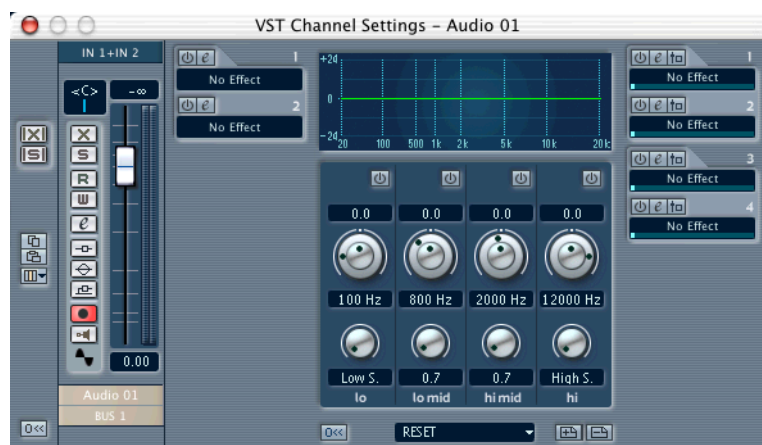 VST Channel Settings – Audio 01
IN 1+IN 2
<C>
-∞
X
S
R
W
e
0.00
Audio 01
BUS 1
|X|
|S|
0<<
e 1
No Effect
e 2
No Effect
+24
0
-24
20 100 500 1k 2k 5k 10k 20k
0.0 0.0 0.0 0.0
100 Hz 800 Hz 2000 Hz 12000 Hz
Low S. 0.7 0.7 High S.
lo lo mid hi mid hi
0<< RESET
e 1
No Effect
e 2
No Effect
e 3
No Effect
e 4
No Effect